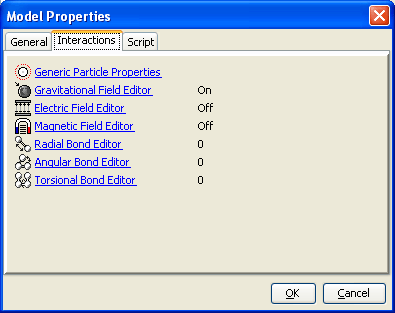 Model Properties
General Interactions Script
Generic Particle Properties
Gravitational Field Editor On
Electric Field Editor Off
Magnetic Field Editor Off
Radial Bond Editor 0
Angular Bond Editor 0
Torsional Bond Editor 0
OK Cancel